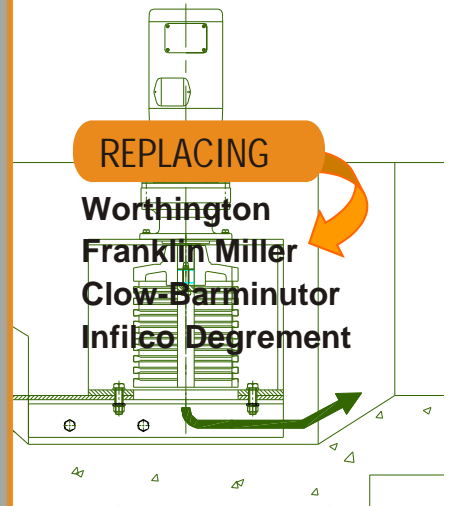 REPLACING
Worthington
Franklin Miller
Clow-Barminutor
Infilco Degrement